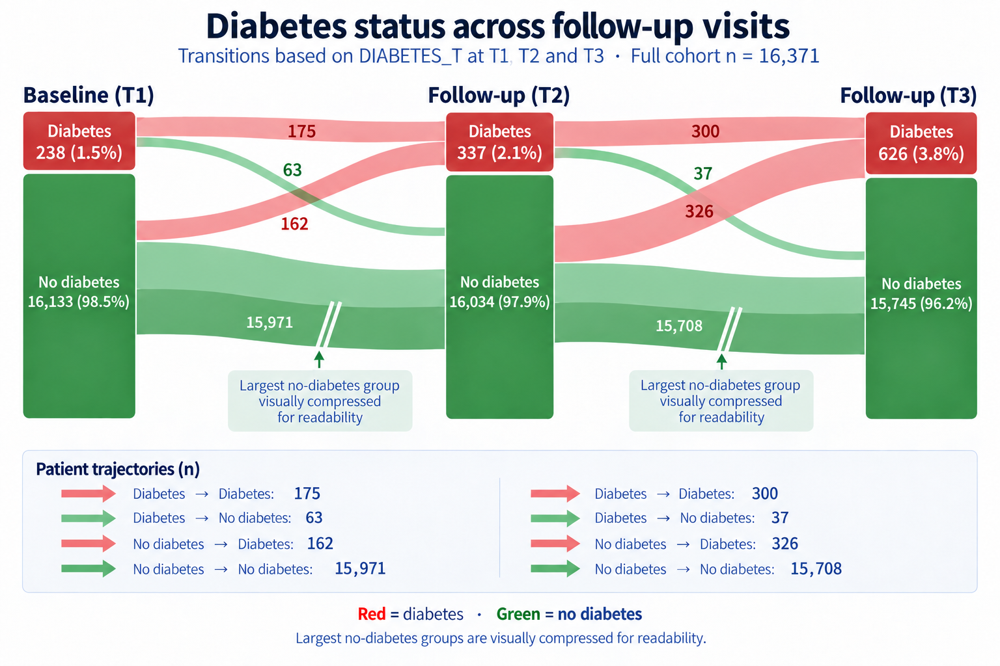 Diabetes status across follow-up visits
Transitions based on DIABETES_T at T1, T2 and T3 · Full cohort n = 16,371
Baseline (T1)
Follow-up (T2)
Follow-up (T3)
Diabetes
238 (1.5%)
175
Diabetes
337 (2.1%)
300
Diabetes
626 (3.8%)
63
37
162
326
No diabetes
16,133 (98.5%)
No diabetes
16,034 (97.9%)
No diabetes
15,745 (96.2%)
15,971
15,708
Largest no-diabetes group
visually compressed
for readability
Largest no-diabetes group
visually compressed
for readability
Patient trajectories (n)
Diabetes → Diabetes: 175
Diabetes → No diabetes: 63
No diabetes → Diabetes: 162
No diabetes → No diabetes: 15,971
Diabetes → Diabetes: 300
Diabetes → No diabetes: 37
No diabetes → Diabetes: 326
No diabetes → No diabetes: 15,708
Red = diabetes · Green = no diabetes
Largest no-diabetes groups are visually compressed for readability.